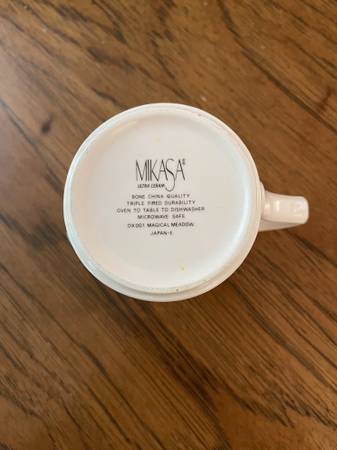 MIKASA®
ULTRA CERAM
BONE CHINA QUALITY
TRIPLE FIRED DURABILITY
OVEN TO TABLE TO DISHWASHER
MICROWAVE SAFE
DX001 MAGICAL MEADOW
JAPAN-E